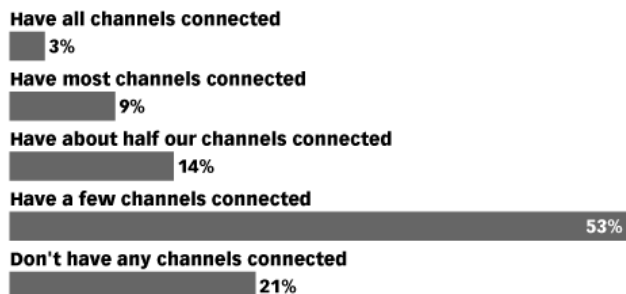 Have all channels connected
3%
Have most channels connected
9%
Have about half our channels connected
14%
Have a few channels connected
53%
Don't have any channels connected
21%